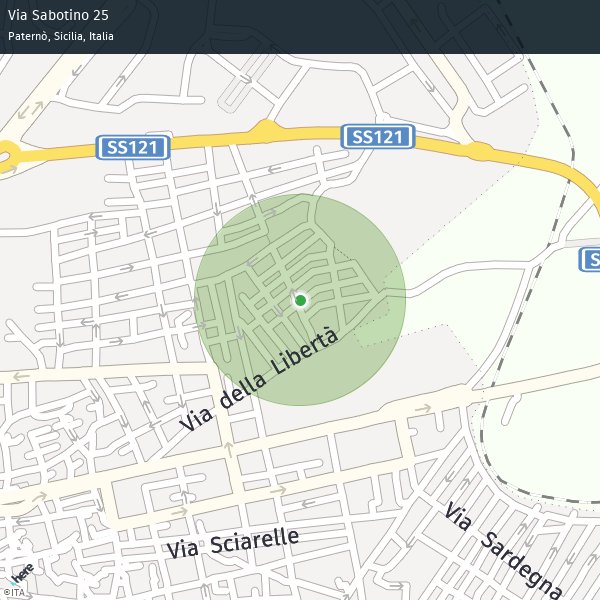 Via Sabotino 25
Paternò, Sicilia, Italia
SS121
SS121
S
Via della Libertà
Via Sciarelle
Via Sardegna
here
©ITA